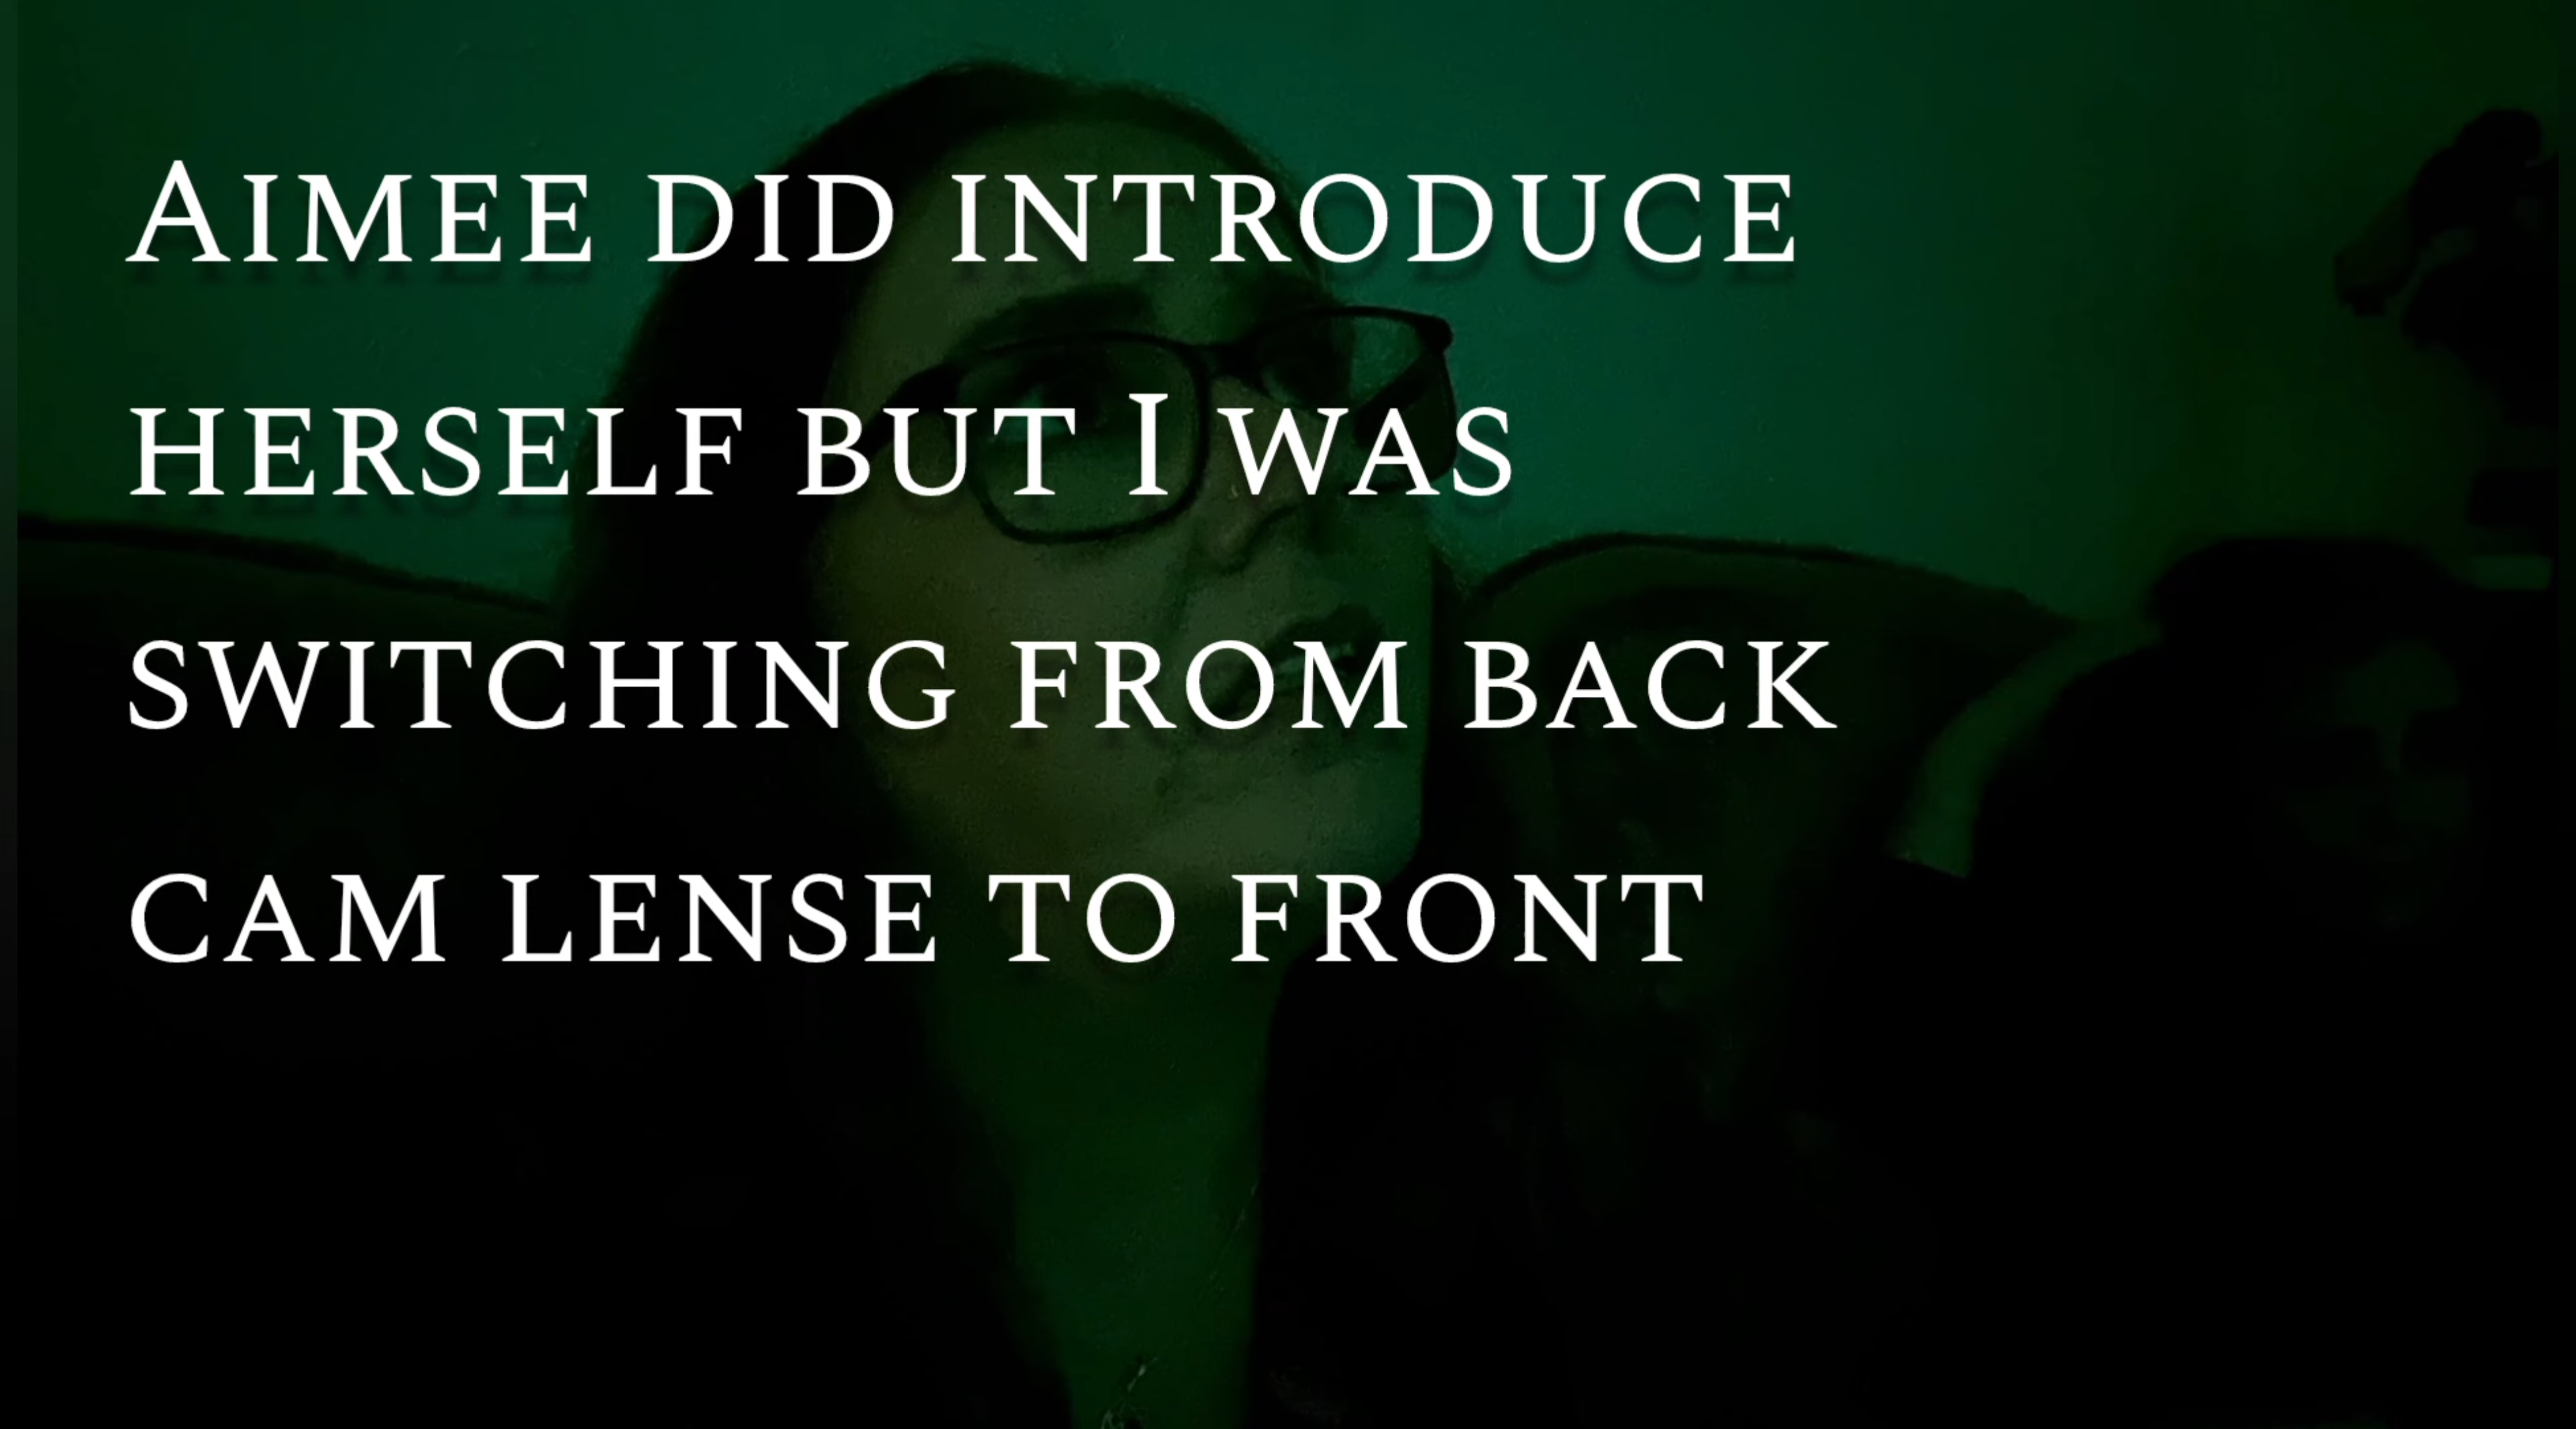 Aimee did introduce
herself but I was
switching from back
cam lense to front